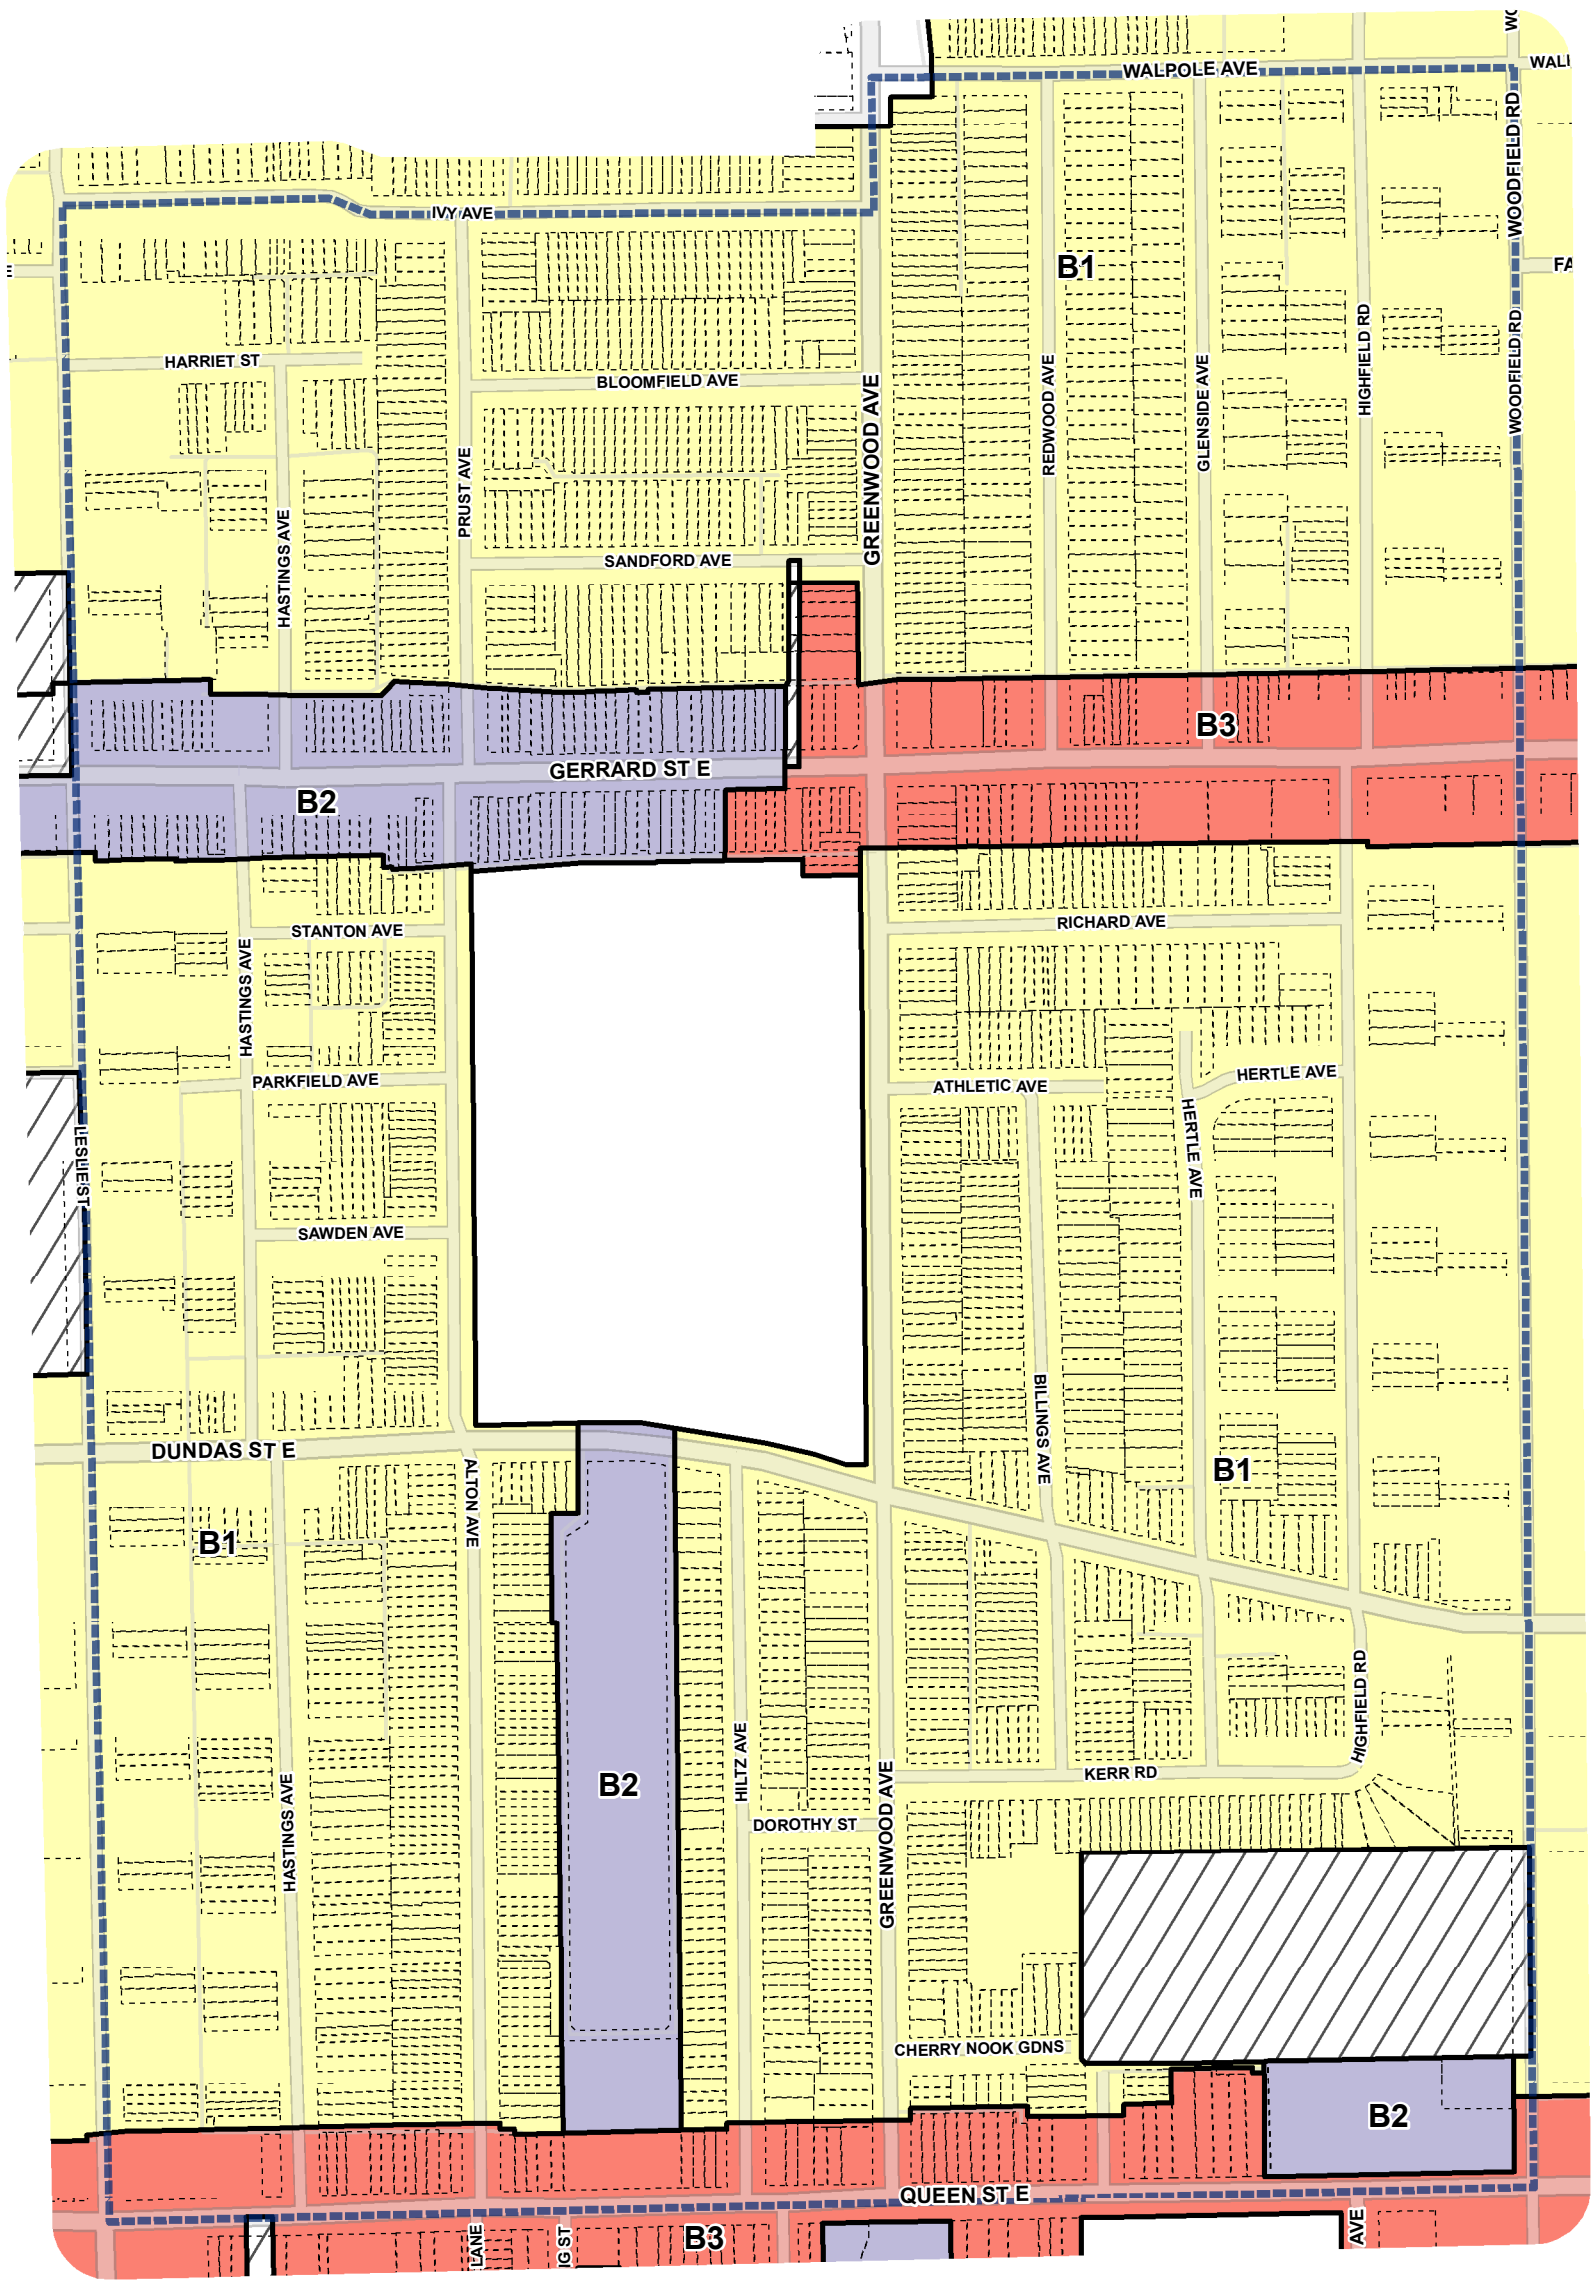 WO
WALPOLE AVE
WALI
WOODFIELD RD
IVY AVE
B1
FA
E
HARRIET ST
BLOOMFIELD AVE
GREENWOOD AVE
REDWOOD AVE
GLENSIDE AVE
HIGHFIELD RD
WOODFIELD RD
PRUST AVE
HASTINGS AVE
SANDFORD AVE
B3
GERRARD ST E
B2
RICHARD AVE
STANTON AVE
HASTINGS AVE
HERTLE AVE
PARKFIELD AVE
ATHLETIC AVE
LESLIE ST
HERTLE AVE
SAWDEN AVE
BILLINGS AVE
DUNDAS ST E
B1
ALTON AVE
B1
HIGHFIELD RD
KERR RD
B2
HILTZ AVE
HASTINGS AVE
DOROTHY ST
GREENWOOD AVE
CHERRY NOOK GDNS
B2
QUEEN ST E
B3
LANE
IG ST
AVE